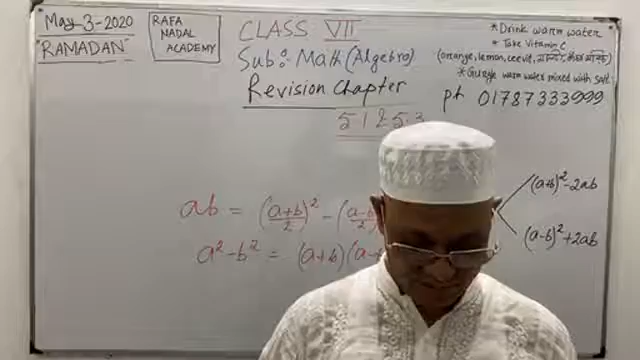 May-3-2020
"RAMADAN"
RAFA
NADAL
ACADEMY
CLASS VII
Sub:- Math (Algebra)
Revision Chapter
5.1 & 5.3
* Drink warm water
* Take Vitamin C
(orange, lemon, ceevit,
* Gurgle warm water mixed with salt
ph 01787333999
ab = (a+b/2)² - (a-b/2
a² - b² = (a+b)(a-
(a+b)² - 2ab
(a-b)² + 2ab